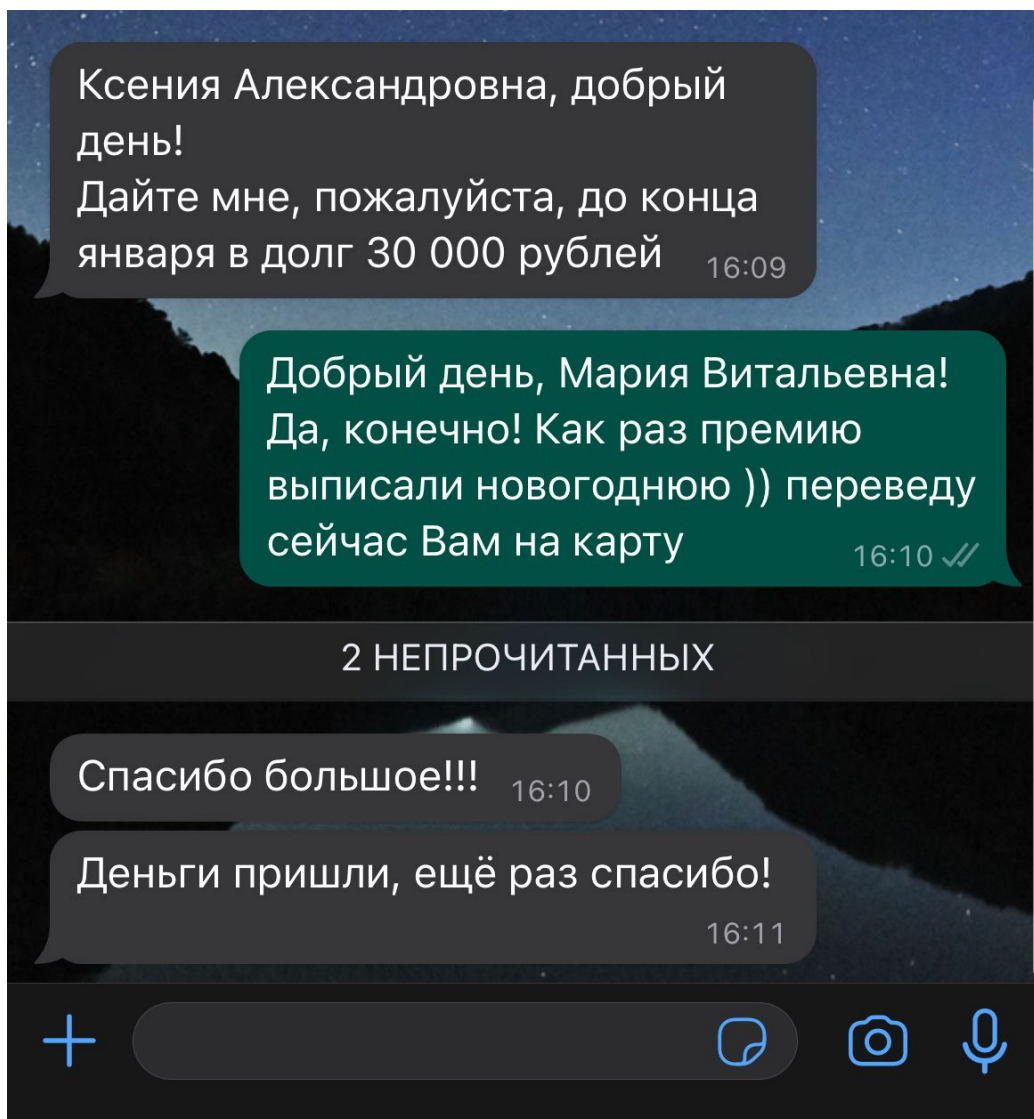 Ксения Александровна, добрый
день!
Дайте мне, пожалуйста, до конца
января в долг 30 000 рублей 16:09
Добрый день, Мария Витальевна!
Да, конечно! Как раз премию
выписали новогоднюю )) переведу
сейчас Вам на карту 16:10
2 НЕПРОЧИТАННЫХ
Спасибо большое!!! 16:10
Деньги пришли, ещё раз спасибо!
16:11